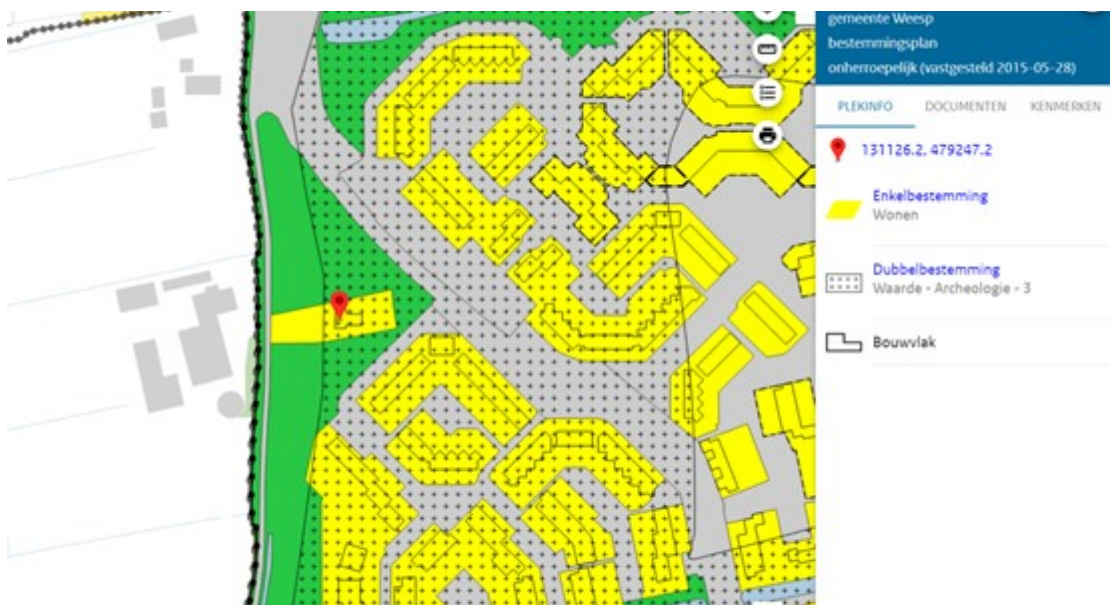 gemeente Weesp
bestemmingsplan
onherroepelijk (vastgesteld 2015-05-28)
PLEKINFO DOCUMENTEN KENMERKEN
131126.2, 479247.2
Enkelbestemming
Wonen
Dubbelbestemming
Waarde - Archeologie - 3
Bouwvlak